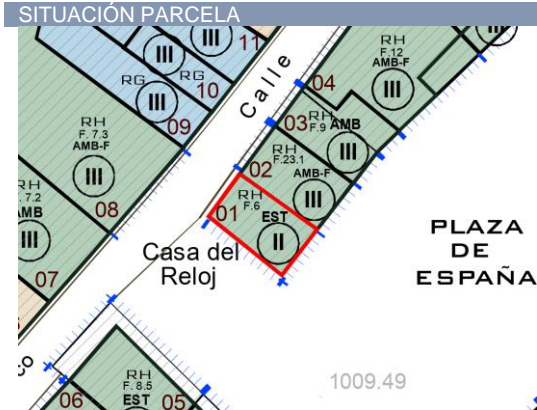 SITUACIÓN PARCELA
III
III
11
RG
RG
10
III
09
RH
F. 7.3
AMB-F
III
08
RH
F. 7.2
AMB
III
07
Calle
RH
F.12
AMB-F
III
III
04
03
RH
F.9
AMB
III
02
RH
F.23.1
AMB-F
III
01
RH
F.6
EST
II
Casa del
Reloj
PLAZA
DE
ESPAÑA
1009.49
RH
F. 8.5
EST
06
05